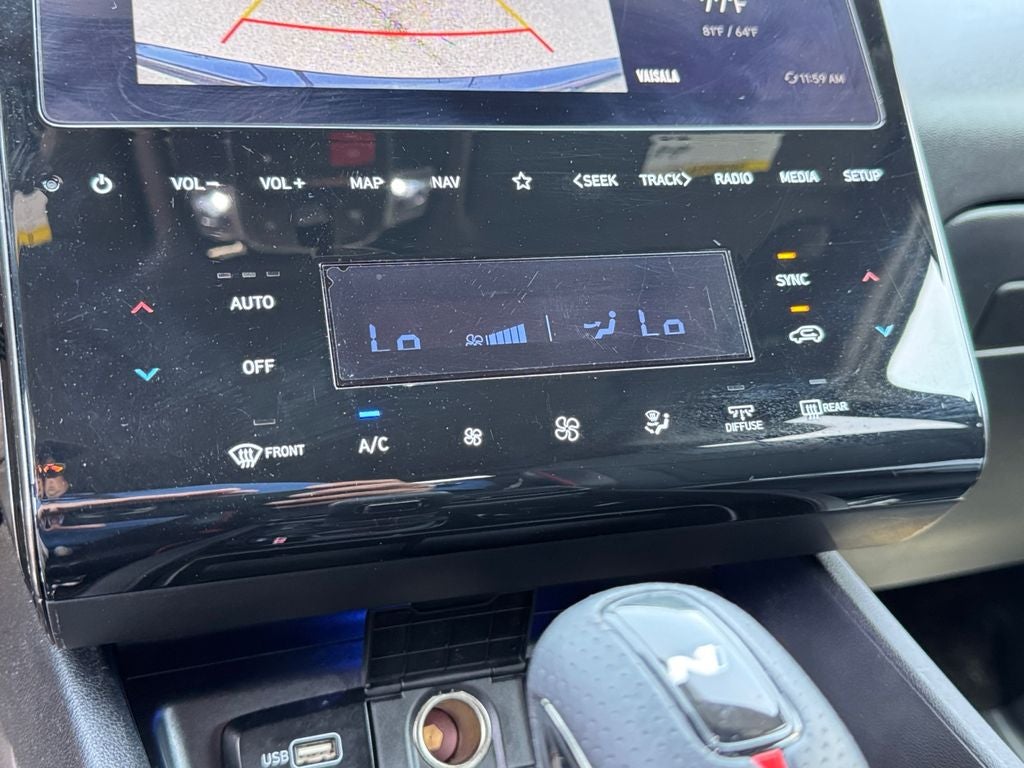 77°F
81°F / 64°F
VAISALA
11:59 AM
VOL−
VOL+
MAP
NAV
<SEEK
TRACK>
RADIO
MEDIA
SETUP
AUTO
SYNC
OFF
Lo
Lo
FRONT
A/C
DIFFUSE
REAR
USB
N